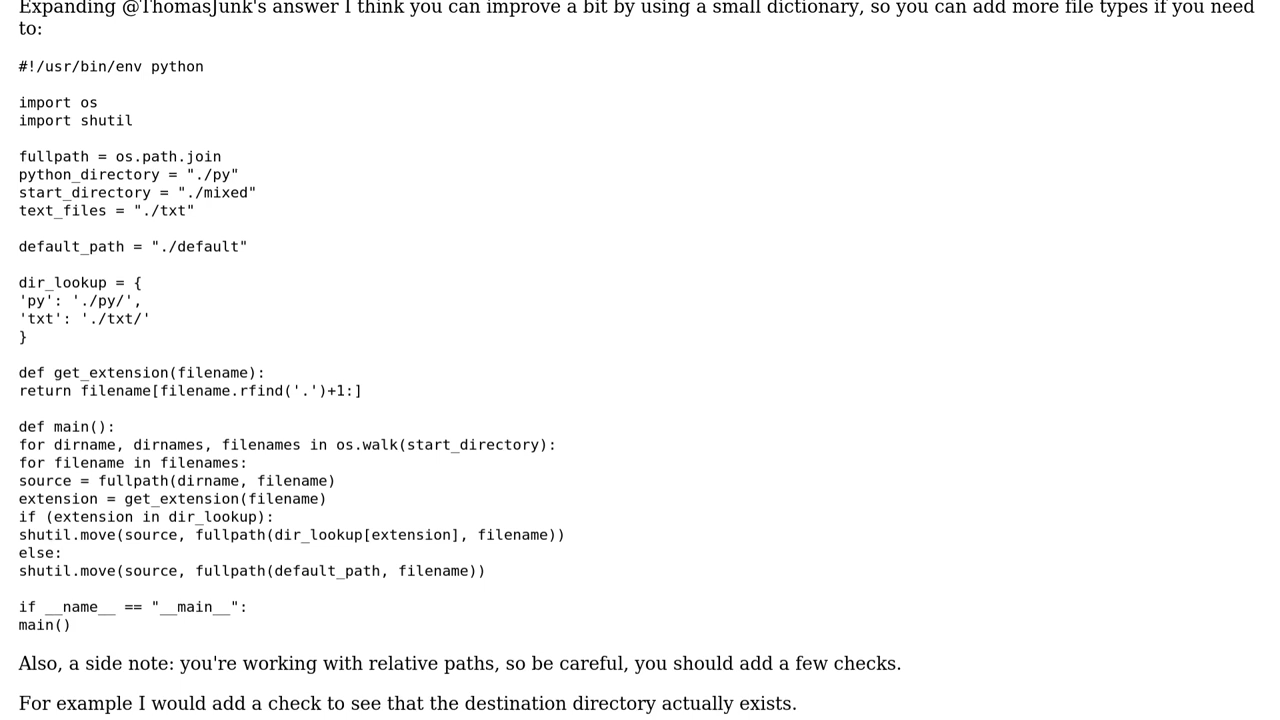 Expanding @ThomasJunk's answer I think you can improve a bit by using a small dictionary, so you can add more file types if you need
to:
#!/usr/bin/env python
import os
import shutil
fullpath = os.path.join
python_directory = "./py"
start_directory = "./mixed"
text_files = "./txt"
default_path = "./default"
dir_lookup = {
'py': './py/',
'txt': './txt/'
}
def get_extension(filename):
return filename[filename.rfind('.')+1:]
def main():
for dirname, dirnames, filenames in os.walk(start_directory):
for filename in filenames:
source = fullpath(dirname, filename)
extension = get_extension(filename)
if (extension in dir_lookup):
shutil.move(source, fullpath(dir_lookup[extension], filename))
else:
shutil.move(source, fullpath(default_path, filename))
if __name__ == "__main__":
main()
Also, a side note: you're working with relative paths, so be careful, you should add a few checks.
For example I would add a check to see that the destination directory actually exists.